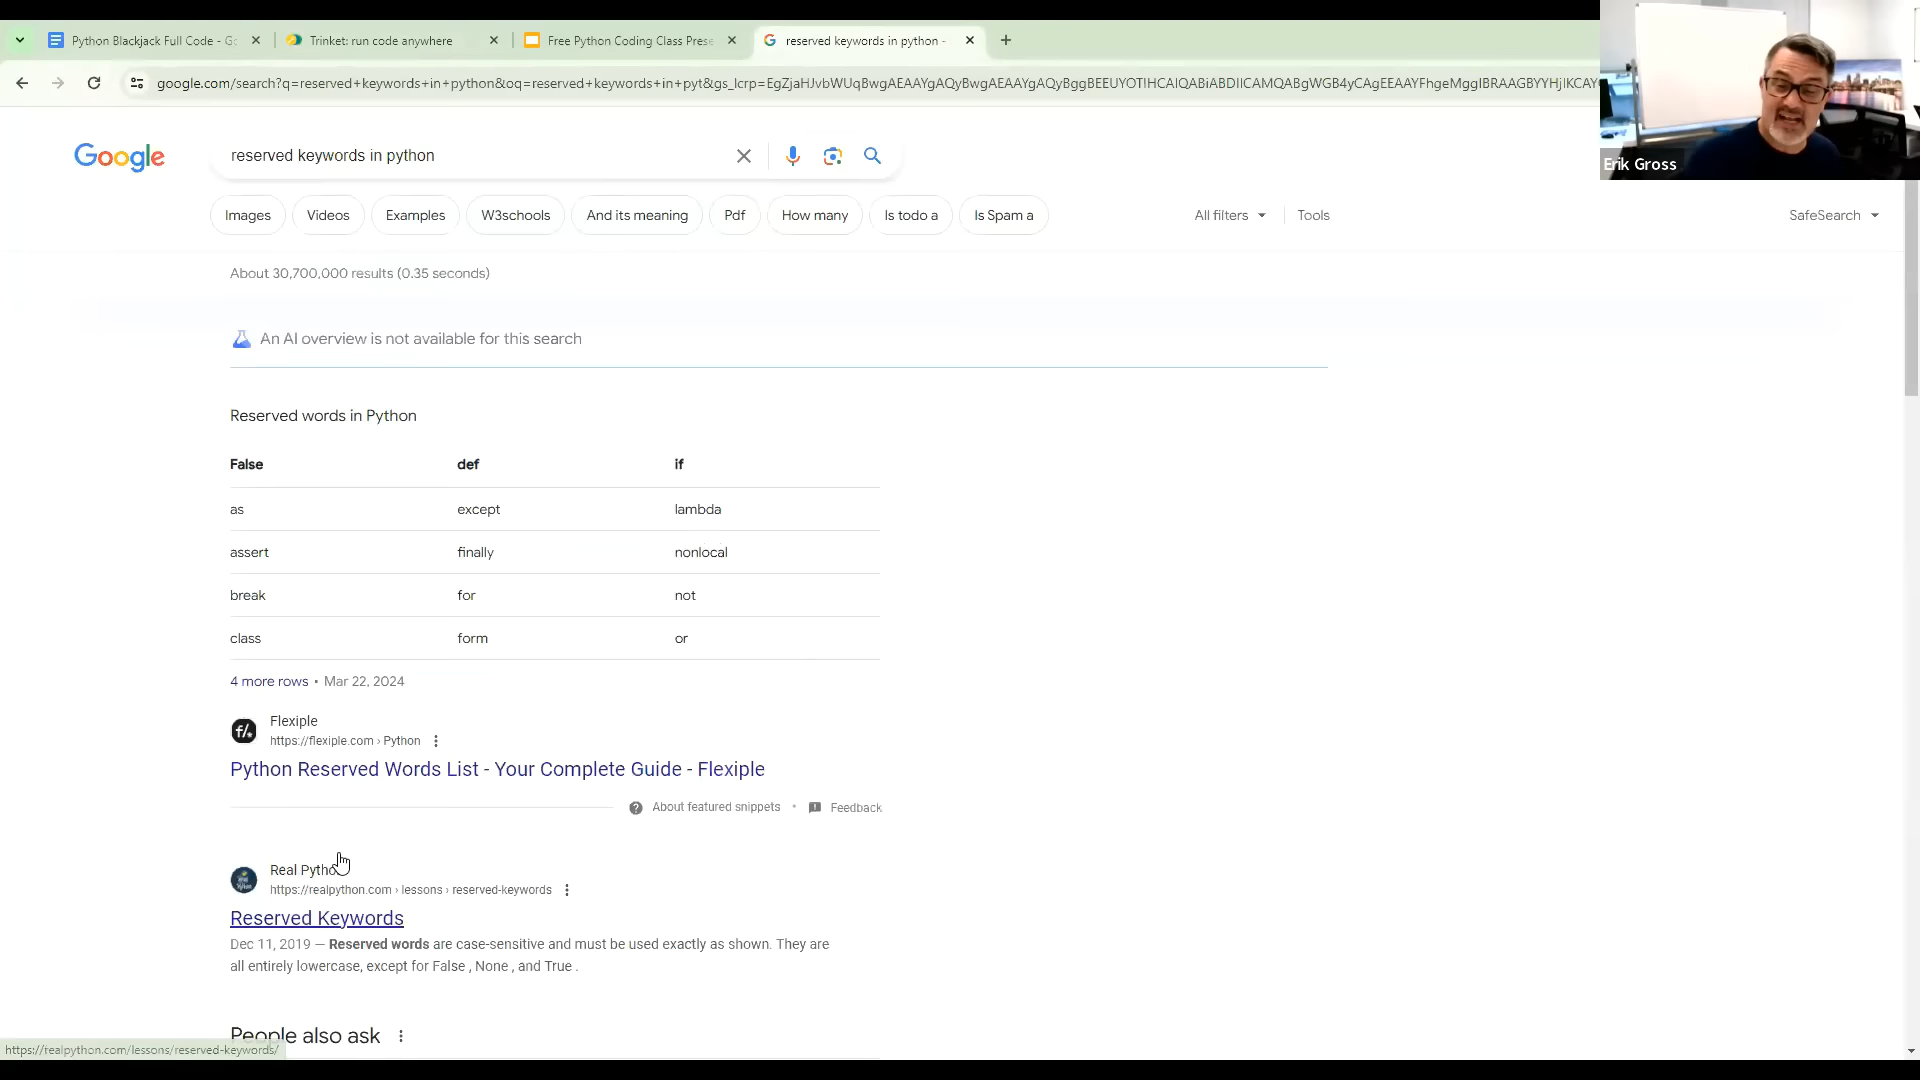 Python Blackjack Full Code - Go
Trinket: run code anywhere
Free Python Coding Class Prese
reserved keywords in python -
google.com/search?q=reserved+keywords+in+python&oq=reserved+keywords+in+pyt&gs_lcrp=
Erik Gross
Google
reserved keywords in python
Images
Videos
Examples
W3schools
And its meaning
Pdf
How many
Is todo a
Is Spam a
All filters
Tools
SafeSearch
About 30,700,000 results (0.35 seconds)
An AI overview is not available for this search
Reserved words in Python
False def if
as except lambda
assert finally nonlocal
break for not
class form or
4 more rows • Mar 22, 2024
f/.
Flexiple
https://flexiple.com › Python
Python Reserved Words List - Your Complete Guide - Flexiple
About featured snippets • Feedback
Real Pytho
https://realpython.com › lessons › reserved-keywords
Reserved Keywords
Dec 11, 2019 — Reserved words are case-sensitive and must be used exactly as shown. They are
all entirely lowercase, except for False , None , and True .
People also ask
https://realpython.com/lessons/reserved-keywords/